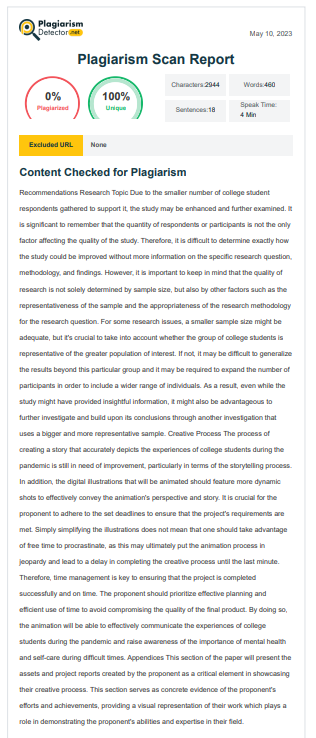 Plagiarism
Detector.net
May 10, 2023
Plagiarism Scan Report
0%
Plagiarized
100%
Unique
Characters:2944
Words:460
Sentences:18
Speak Time:
4 Min
Excluded URL
None
Content Checked for Plagiarism
Recommendations Research Topic Due to the smaller number of college student
respondents gathered to support it, the study may be enhanced and further examined. It
is significant to remember that the quantity of respondents or participants is not the only
factor affecting the quality of the study. Therefore, it is difficult to determine exactly how
the study could be improved without more information on the specific research question,
methodology, and findings. However, it is important to keep in mind that the quality of
research is not solely determined by sample size, but also by other factors such as the
representativeness of the sample and the appropriateness of the research methodology
for the research question. For some research issues, a smaller sample size might be
adequate, but it's crucial to take into account whether the group of college students is
representative of the greater population of interest. If not, it may be difficult to generalize
the results beyond this particular group and it may be required to expand the number of
participants in order to include a wider range of individuals. As a result, even while the
study might have provided insightful information, it might also be advantageous to
further investigate and build upon its conclusions through another investigation that
uses a bigger and more representative sample. Creative Process The process of
creating a story that accurately depicts the experiences of college students during the
pandemic is still in need of improvement, particularly in terms of the storytelling process.
In addition, the digital illustrations that will be animated should feature more dynamic
shots to effectively convey the animation's perspective and story. It is crucial for the
proponent to adhere to the set deadlines to ensure that the project's requirements are
met. Simply simplifying the illustrations does not mean that one should take advantage
of free time to procrastinate, as this may ultimately put the animation process in
jeopardy and lead to a delay in completing the creative process until the last minute.
Therefore, time management is key to ensuring that the project is completed
successfully and on time. The proponent should prioritize effective planning and
efficient use of time to avoid compromising the quality of the final product. By doing so,
the animation will be able to effectively communicate the experiences of college
students during the pandemic and raise awareness of the importance of mental health
and self-care during difficult times. Appendices This section of the paper will present the
assets and project reports created by the proponent as a critical element in showcasing
their creative process. This section serves as concrete evidence of the proponent's
efforts and achievements, providing a visual representation of their work which plays a
role in demonstrating the proponent's abilities and expertise in their field.